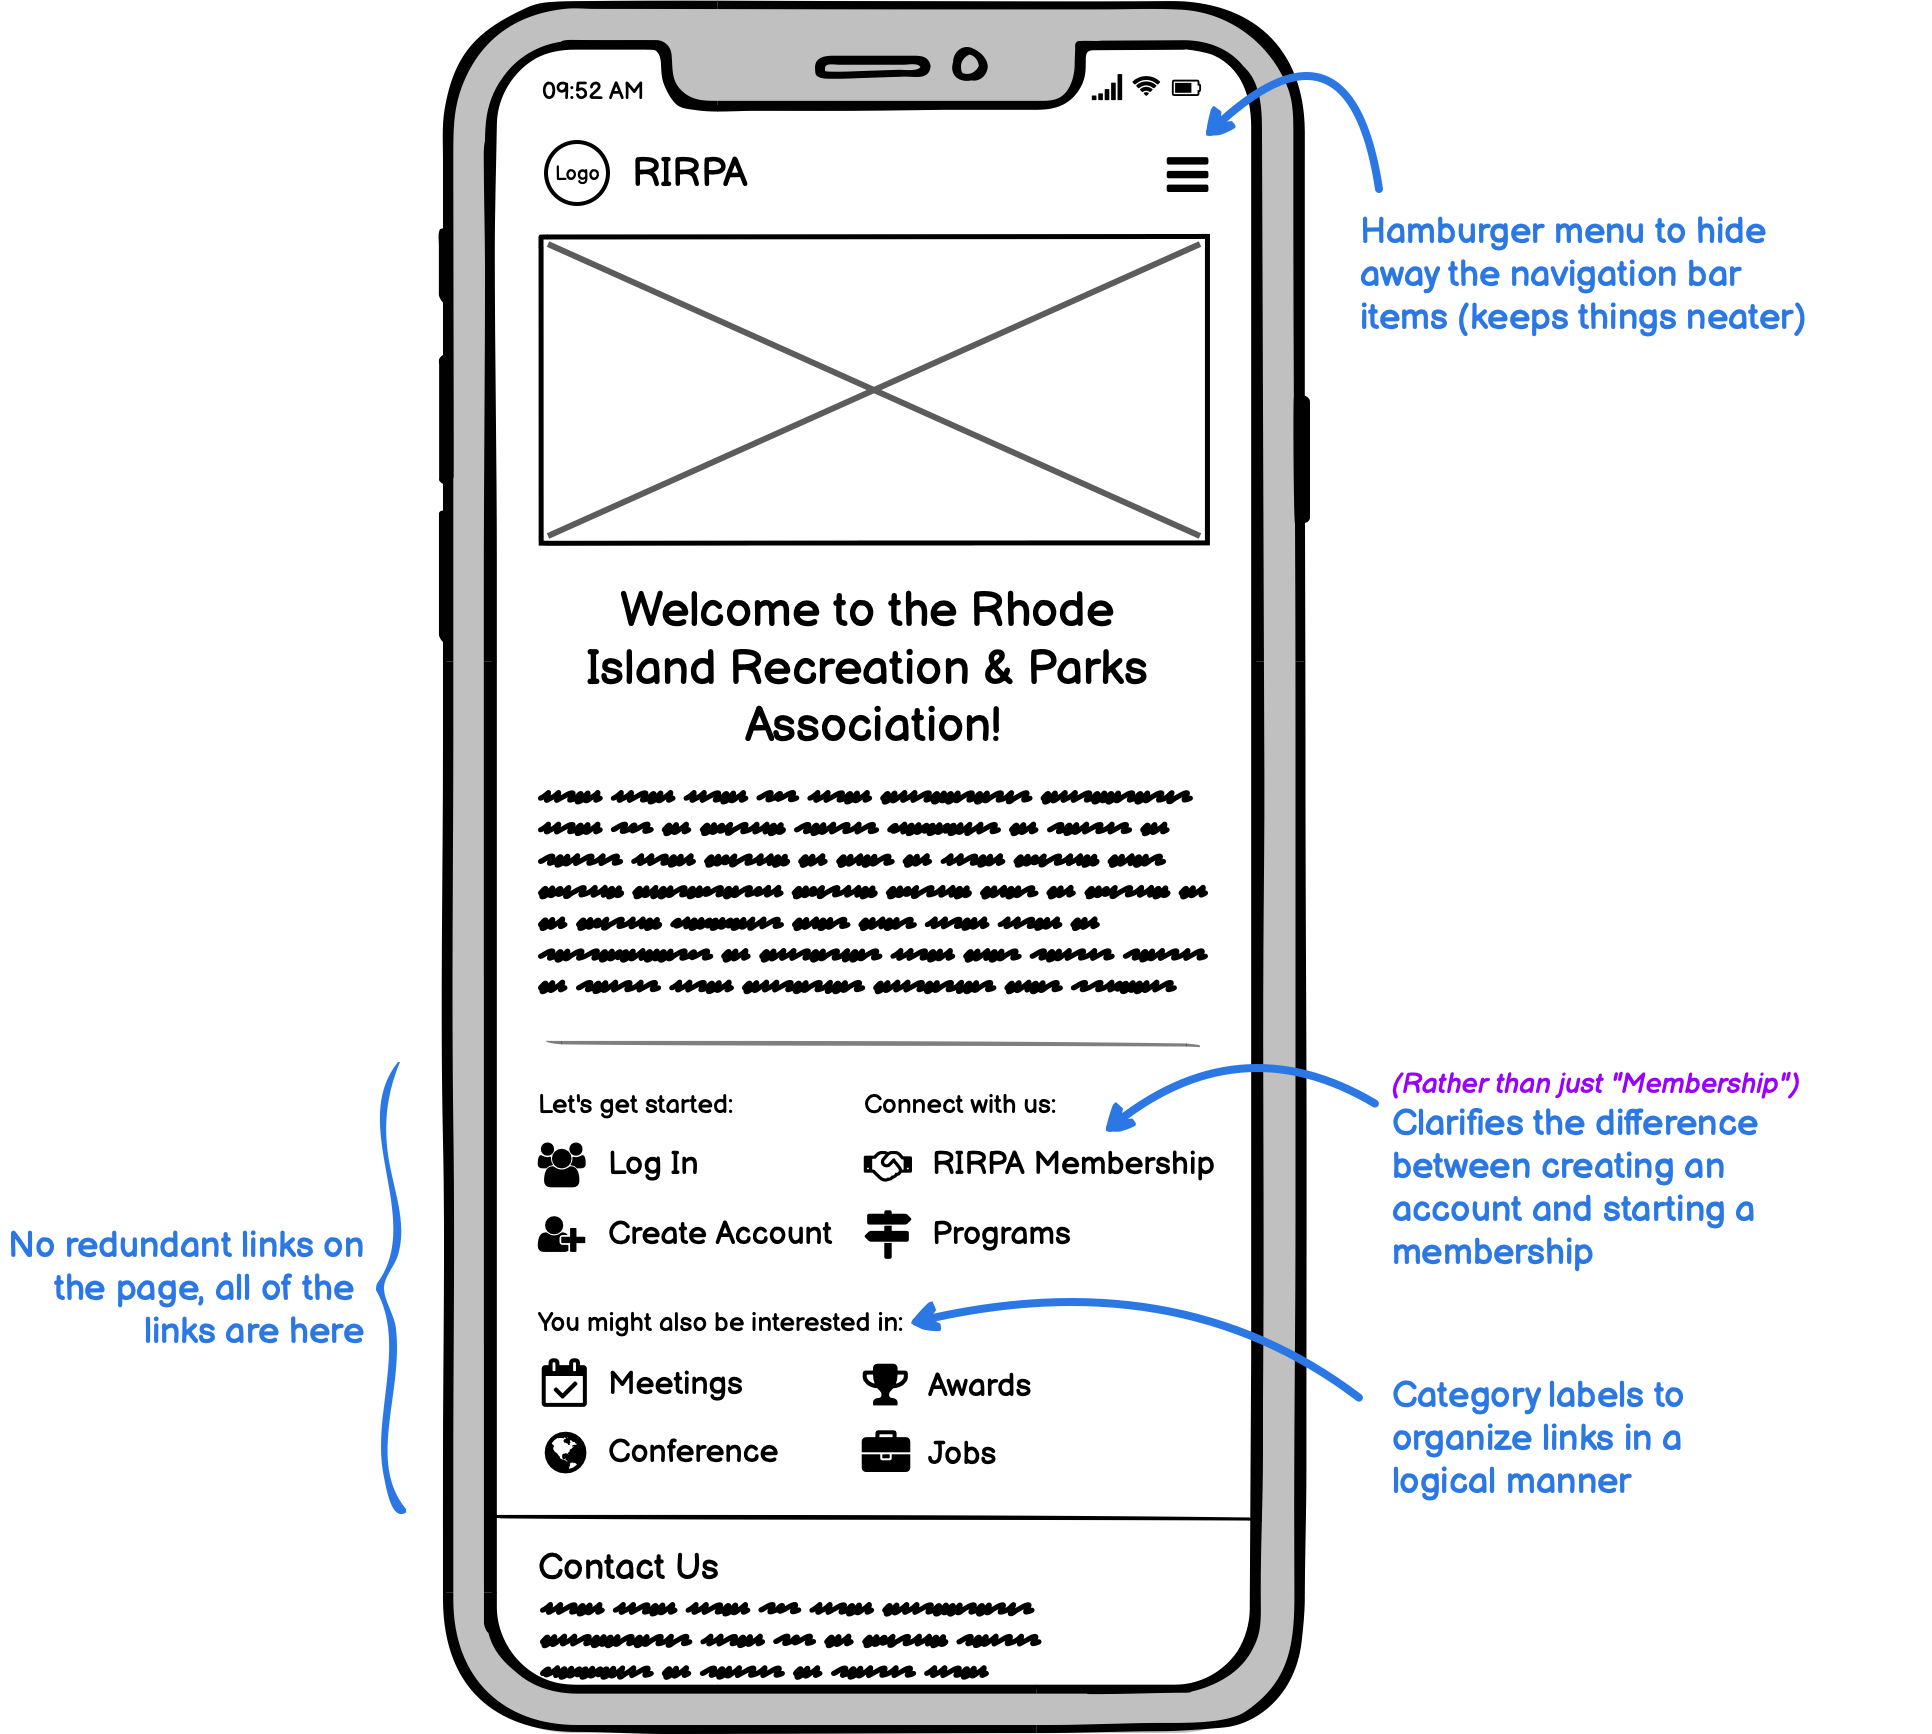 09:52 AM
Logo
RIRPA
Hamburger menu to hide
away the navigation bar
items (keeps things neater)
Welcome to the Rhode
Island Recreation & Parks
Association!
Let's get started:
Connect with us:
Log In
RIRPA Membership
Create Account
Programs
(Rather than just "Membership")
Clarifies the difference
between creating an
account and starting a
membership
No redundant links on
the page, all of the
links are here
You might also be interested in:
Meetings
Awards
Conference
Jobs
Category labels to
organize links in a
logical manner
Contact Us